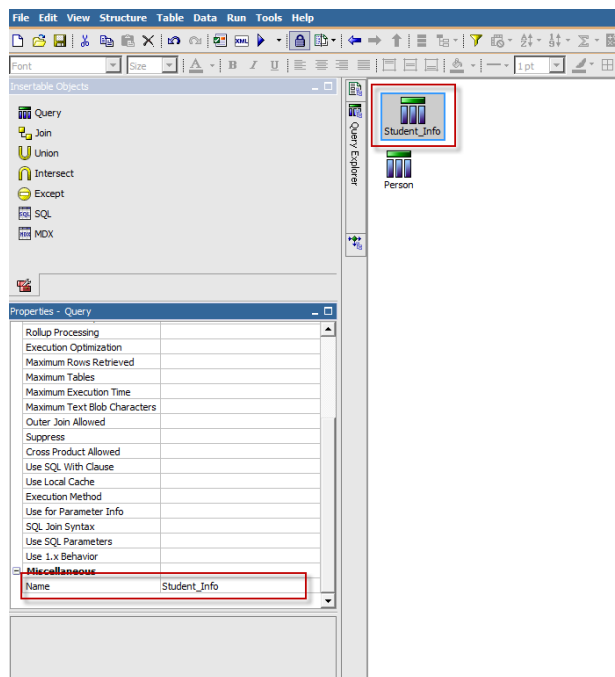 File Edit View Structure Table Data Run Tools Help
Font Size A B I U 1 pt
Insertable Objects
Query
Join
Union
Intersect
Except
SQL SQL
MDX MDX
Query Explorer
Student_Info
Person
Properties - Query
Rollup Processing
Execution Optimization
Maximum Rows Retrieved
Maximum Tables
Maximum Execution Time
Maximum Text Blob Characters
Outer Join Allowed
Suppress
Cross Product Allowed
Use SQL With Clause
Use Local Cache
Execution Method
Use for Parameter Info
SQL Join Syntax
Use SQL Parameters
Use 1.x Behavior
Miscellaneous
Name Student_Info